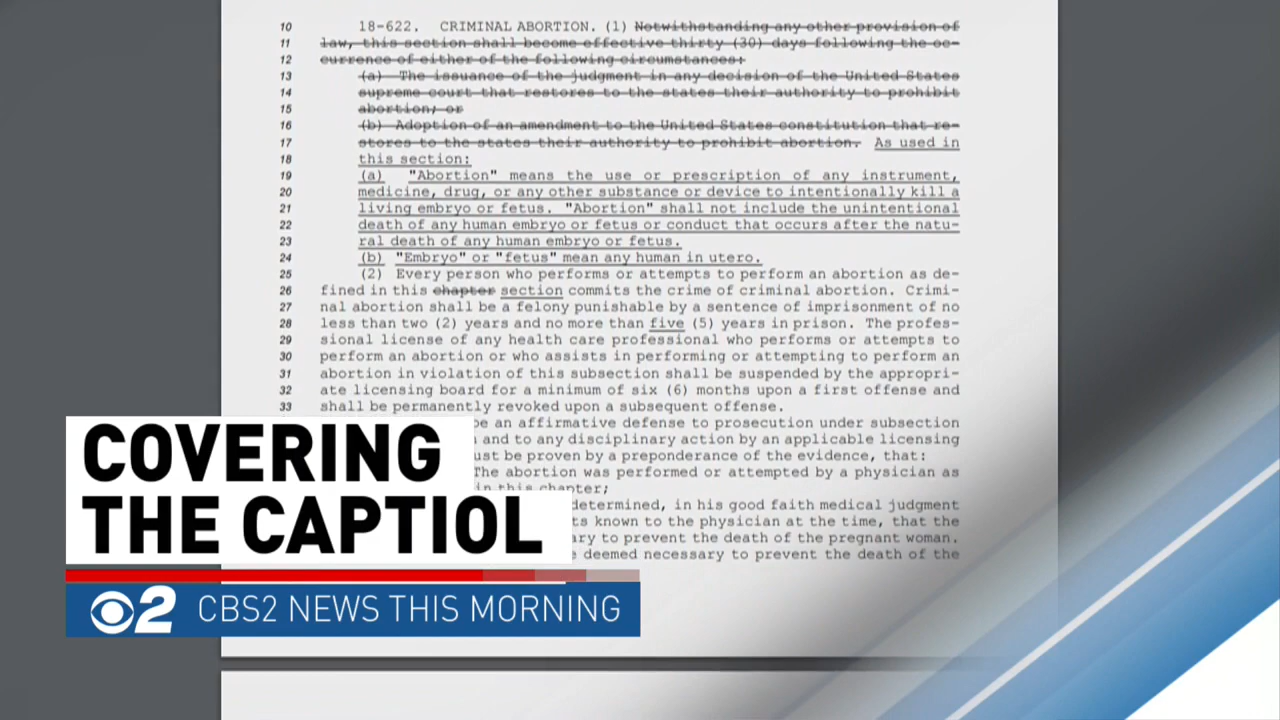 10 18-622. CRIMINAL ABORTION. (1) Notwithstanding any other provision of
11 law, this section shall become effective thirty (30) days following the oc-
12 currence of either of the following circumstances:
13 (a) The issuance of the judgment in any decision of the United States
14 supreme court that restores to the states their authority to prohibit
15 abortion; or
16 (b) Adoption of an amendment to the United States constitution that re-
17 stores to the states their authority to prohibit abortion. As used in
18 this section:
19 (a) "Abortion" means the use or prescription of any instrument,
20 medicine, drug, or any other substance or device to intentionally kill a
21 living embryo or fetus. "Abortion" shall not include the unintentional
22 death of any human embryo or fetus or conduct that occurs after the natu-
23 ral death of any human embryo or fetus.
24 (b) "Embryo" or "fetus" mean any human in utero.
25 (2) Every person who performs or attempts to perform an abortion as de-
26 fined in this chapter section commits the crime of criminal abortion. Crimi-
27 nal abortion shall be a felony punishable by a sentence of imprisonment of no
28 less than two (2) years and no more than five (5) years in prison. The profes-
29 sional license of any health care professional who performs or attempts to
30 perform an abortion or who assists in performing or attempting to perform an
31 abortion in violation of this subsection shall be suspended by the appropri-
32 ate licensing board for a minimum of six (6) months upon a first offense and
33 shall be permanently revoked upon a subsequent offense.
be an affirmative defense to prosecution under subsection
and to any disciplinary action by an applicable licensing
be proven by a preponderance of the evidence, that:
The abortion was performed or attempted by a physician as
in this chapter;
determined, in his good faith medical judgment
known to the physician at the time, that the
to prevent the death of the pregnant woman.
deemed necessary to prevent the death of the
COVERING
THE CAPTIOL
2 CBS2 NEWS THIS MORNING